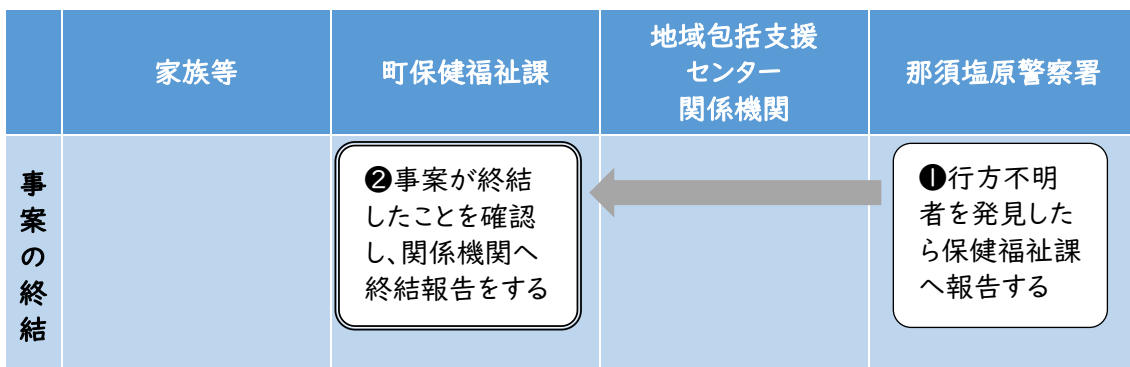 家族等
町保健福祉課
地域包括支援
センター
関係機関
那須塩原警察署
事案の終結
❷事案が終結
したことを確認
し、関係機関へ
終結報告をする
❶行方不明
者を発見した
ら保健福祉課
へ報告する